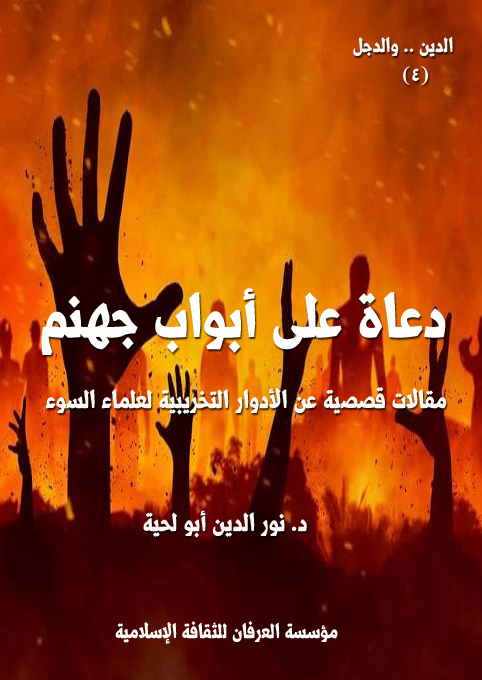 الدين .. والدجل
(٤)
دعاة على أبواب جهنم
مقالات قصصية عن الأدوار التخريبية لعلماء السوء
د. نور الدين أبو لحية
مؤسسة العرفان للثقافة الإسلامية